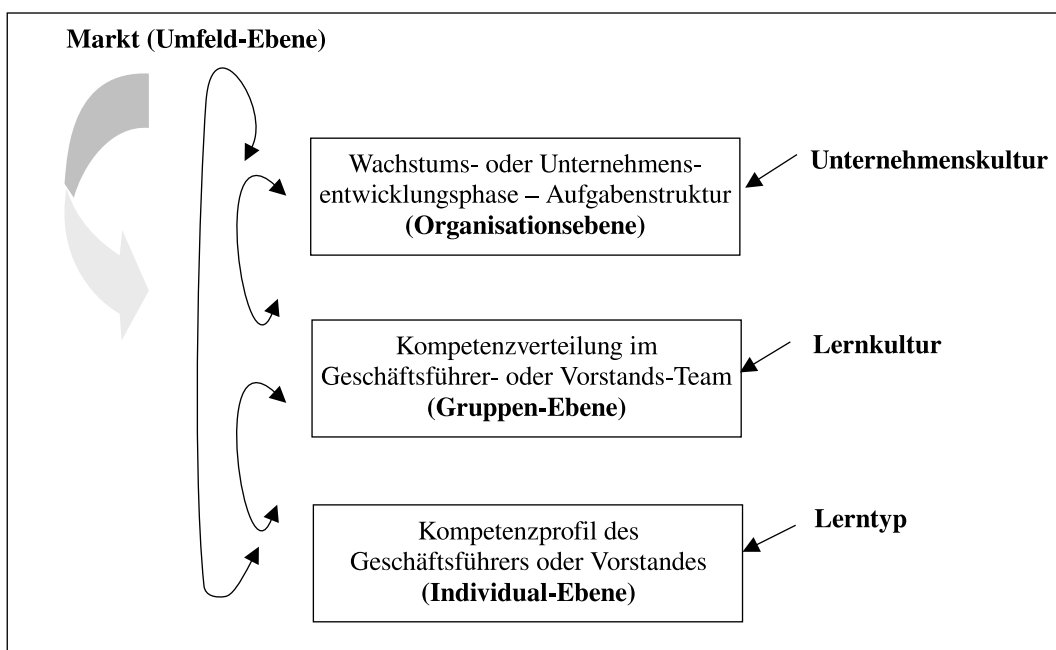 Markt (Umfeld-Ebene)
Wachstums- oder Unternehmens-
entwicklungsphase – Aufgabenstruktur
(Organisationsebene)
Unternehmenskultur
Kompetenzverteilung im
Geschäftsführer- oder Vorstands-Team
(Gruppen-Ebene)
Lernkultur
Kompetenzprofil des
Geschäftsführers oder Vorstandes
(Individual-Ebene)
Lerntyp